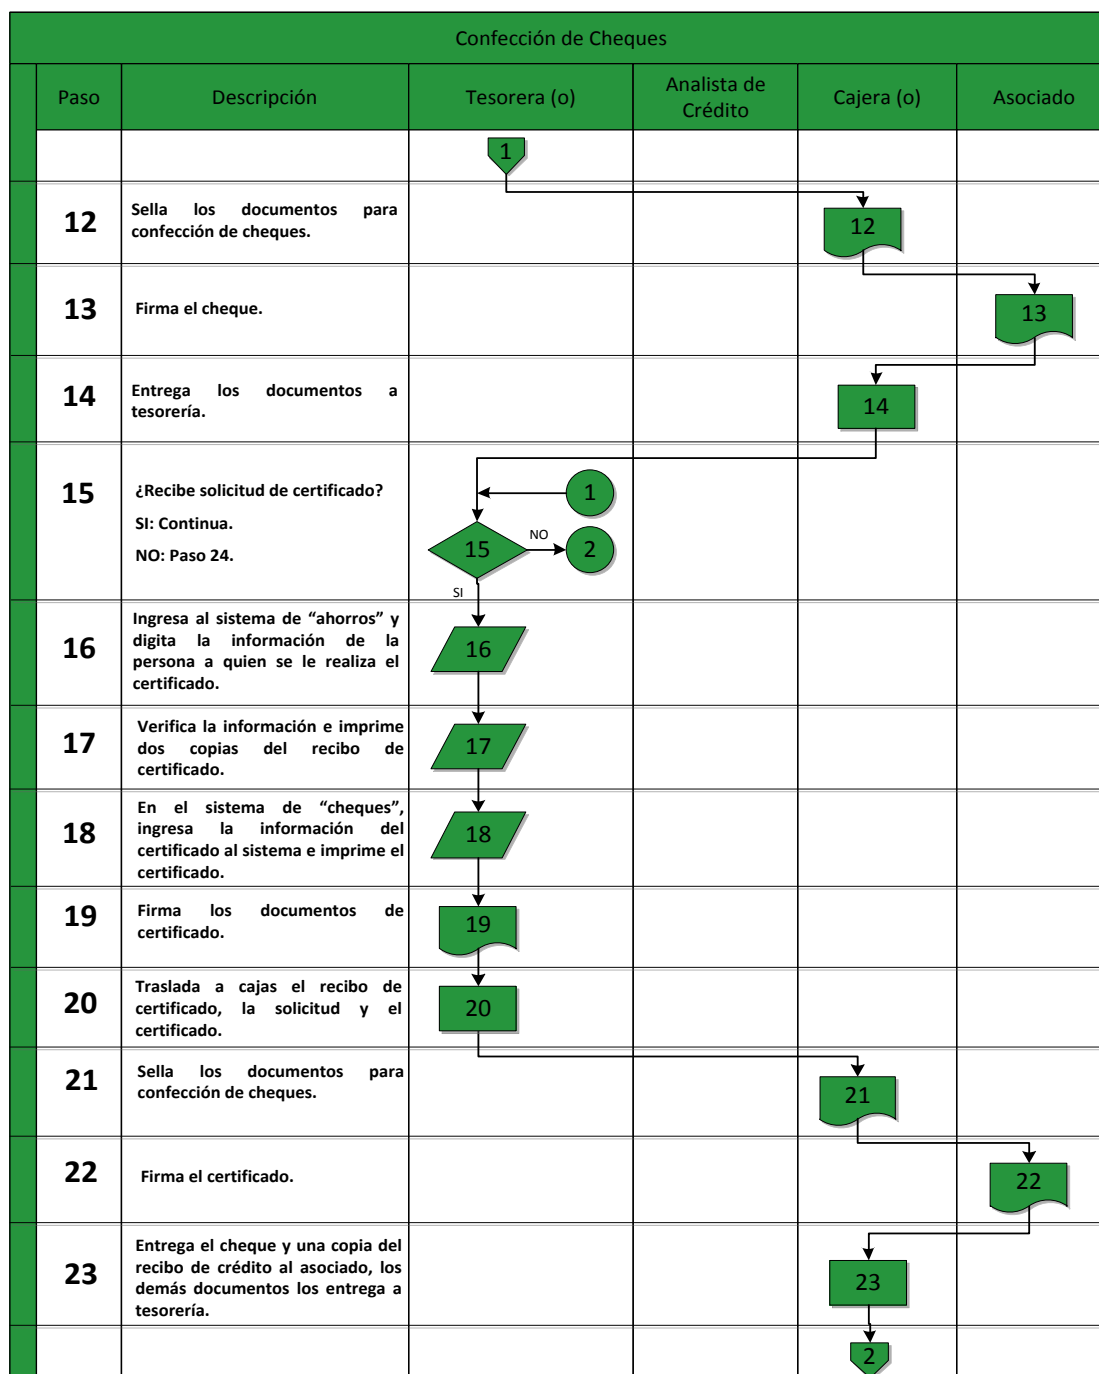 Confección de Cheques
Paso
Descripción
Tesorera (o)
Analista de
Crédito
Cajera (o)
Asociado
1
12
Sella los documentos para
confección de cheques.
12
13
Firma el cheque.
13
14
Entrega los documentos a
tesorería.
14
15
¿Recibe solicitud de certificado?
SI: Continua.
NO: Paso 24.
1
15
NO
2
SI
16
Ingresa al sistema de “ahorros” y
digita la información de la
persona a quien se le realiza el
certificado.
16
17
Verifica la información e imprime
dos copias del recibo de
certificado.
17
18
En el sistema de “cheques”,
ingresa la información del
certificado al sistema e imprime el
certificado.
18
19
Firma los documentos de
certificado.
19
20
Traslada a cajas el recibo de
certificado, la solicitud y el
certificado.
20
21
Sella los documentos para
confección de cheques.
21
22
Firma el certificado.
22
23
Entrega el cheque y una copia del
recibo de crédito al asociado, los
demás documentos los entrega a
tesorería.
23
2